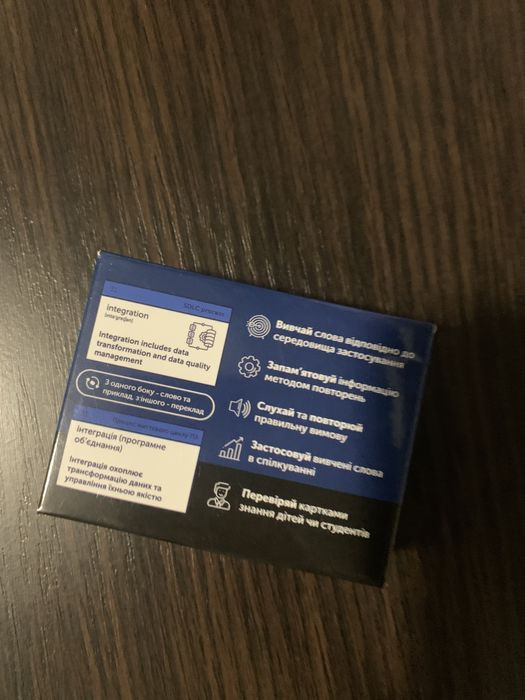 SDLC process
integration
Integration includes data
transformation and data quality
management
З одного боку - слово та
приклад, з іншого - переклад
Інтеграція (програмне
об'єднання)
Інтеграція охоплює
трансформацію даних та
управління їхньою якістю
Вивчай слова відповідно до
середовища застосування
Запам'ятовуй інформацію
методом повторень
Слухай та повторюй
правильну вимову
Застосовуй вивчені слова
в спілкуванні
Перевіряй картками
знання дітей чи студентів